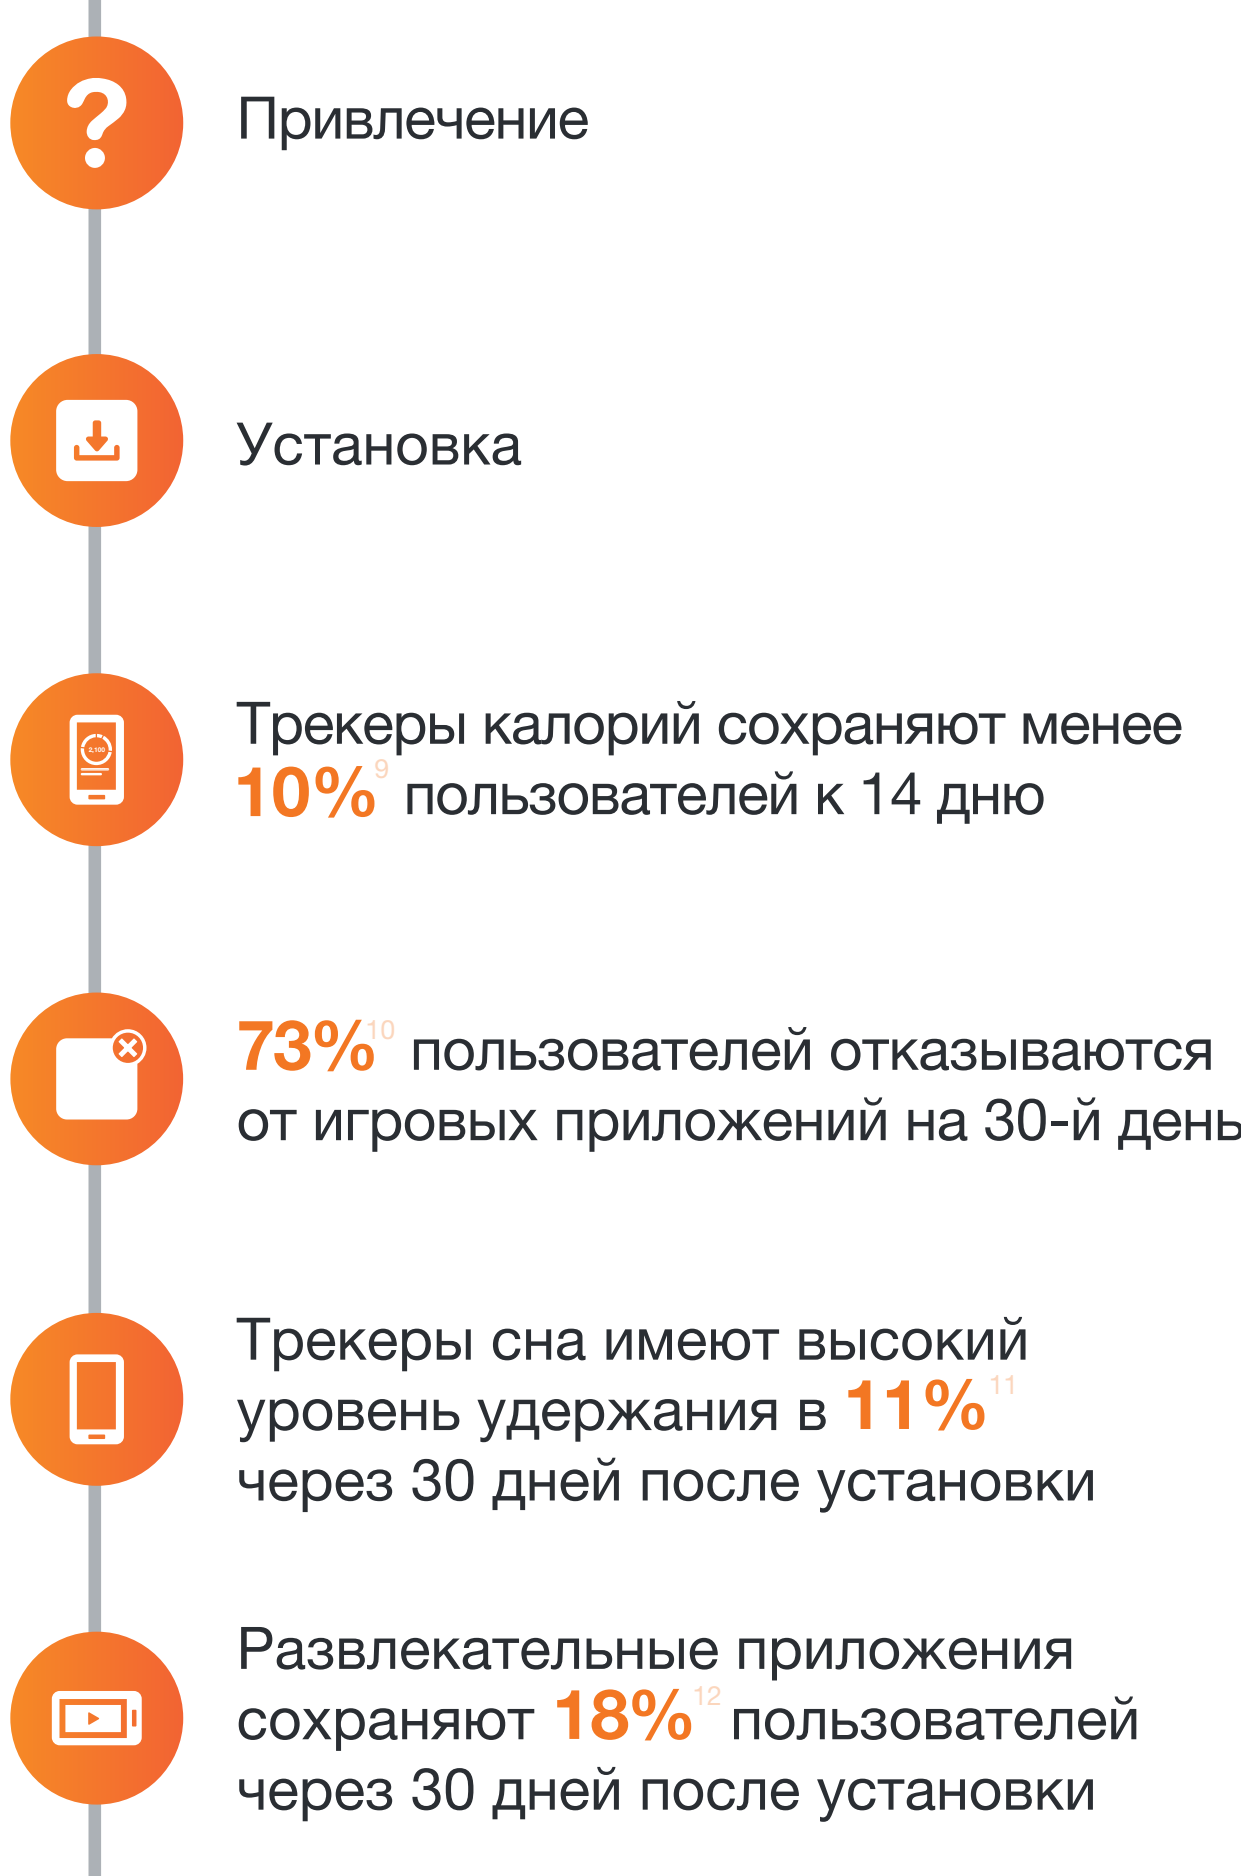 Привлечение
Установка
2,100
Трекеры калорий сохраняют менее
10%9 пользователей к 14 дню
73%10 пользователей отказываются
от игровых приложений на 30-й день
Трекеры сна имеют высокий
уровень удержания в 11%11
через 30 дней после установки
Развлекательные приложения
сохраняют 18%12 пользователей
через 30 дней после установки